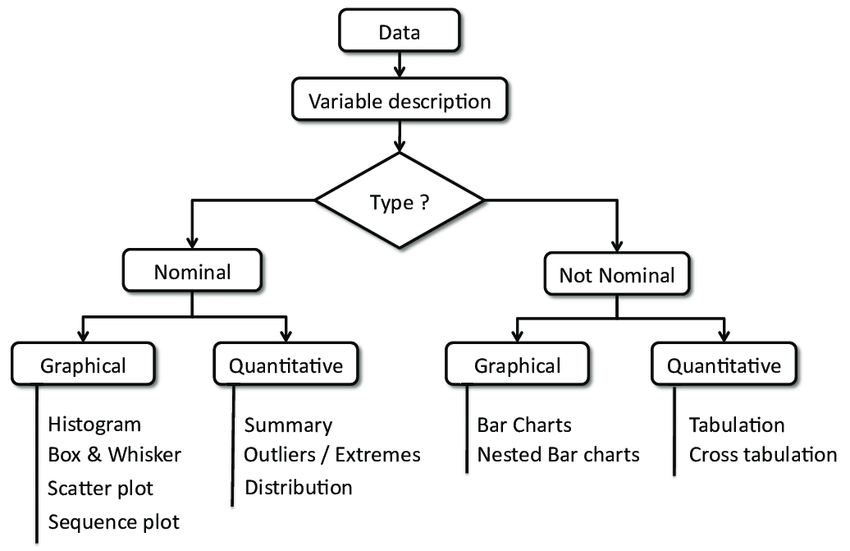 Data
Variable description
Type ?
Nominal
Not Nominal
Graphical
Quantitative
Graphical
Quantitative
Histogram
Box & Whisker
Scatter plot
Sequence plot
Summary
Outliers / Extremes
Distribution
Bar Charts
Nested Bar charts
Tabulation
Cross tabulation